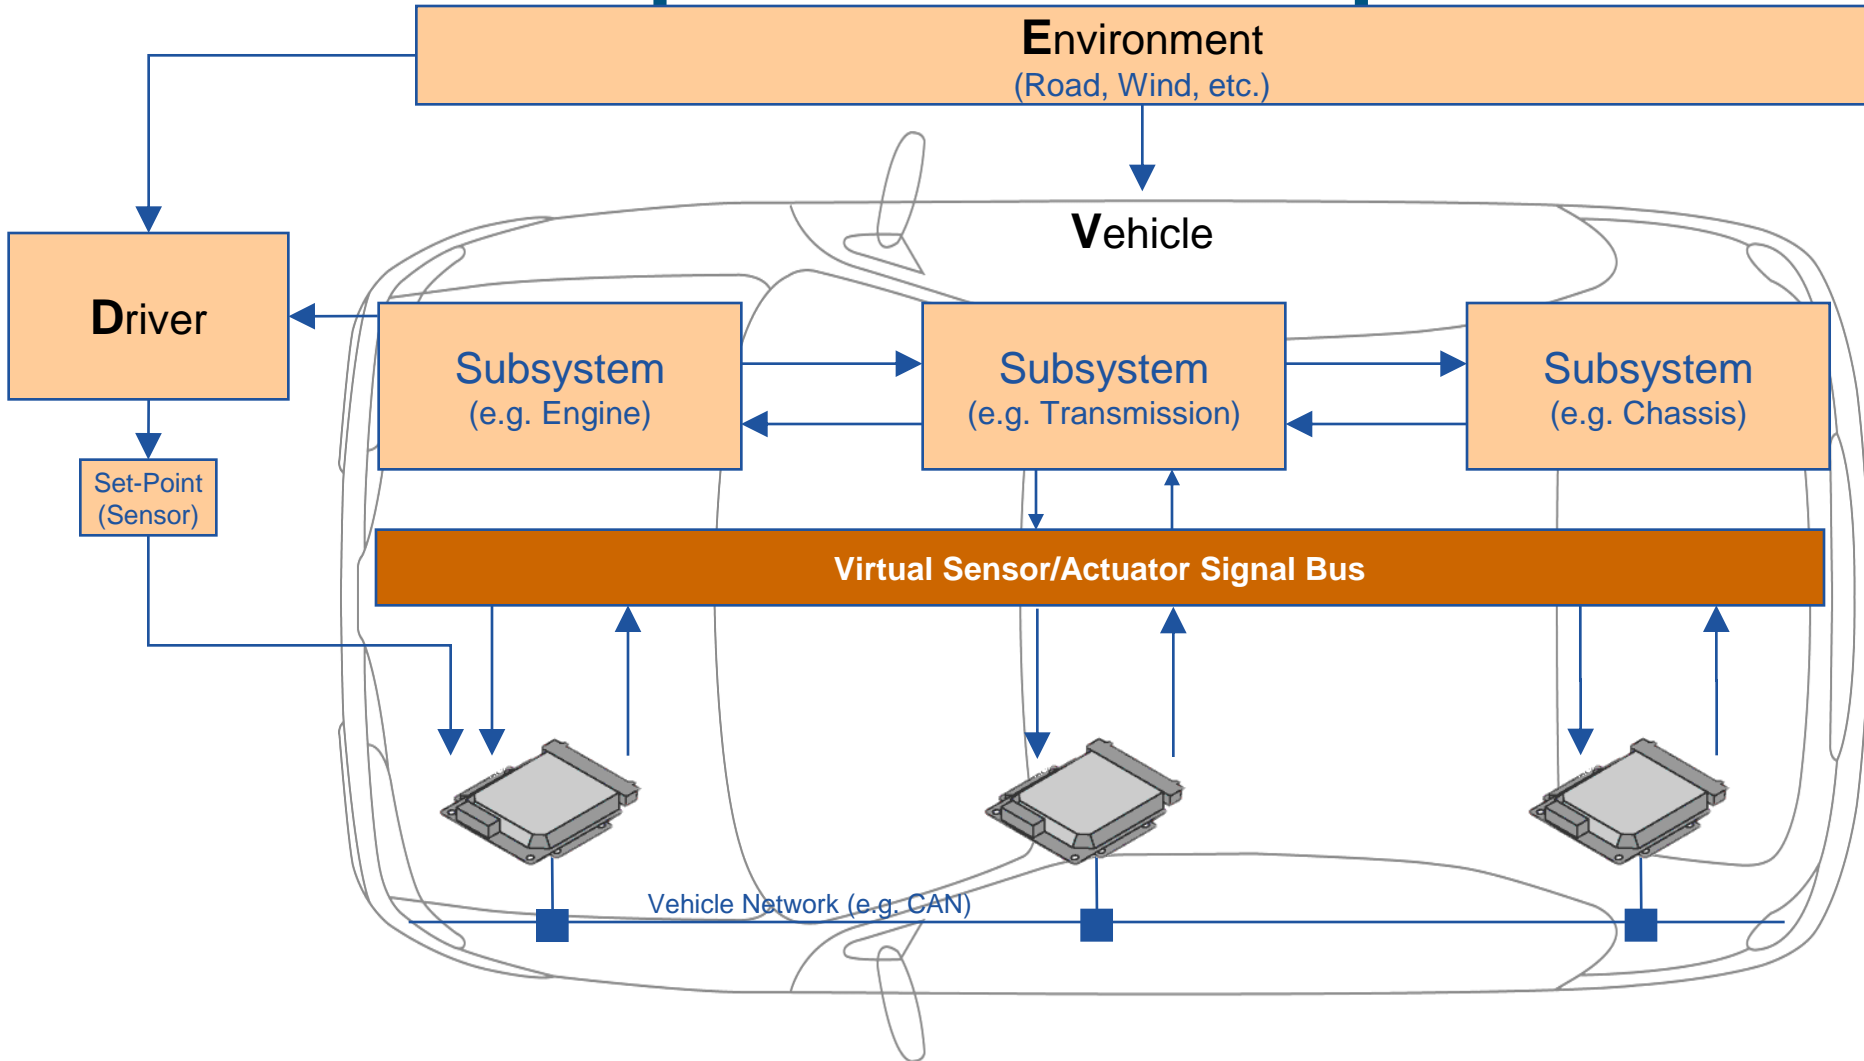 Environment
(Road, Wind, etc.)
Vehicle
Driver
Subsystem
(e.g. Engine)
Subsystem
(e.g. Transmission)
Subsystem
(e.g. Chassis)
Set-Point
(Sensor)
Virtual Sensor/Actuator Signal Bus
Vehicle Network (e.g. CAN)